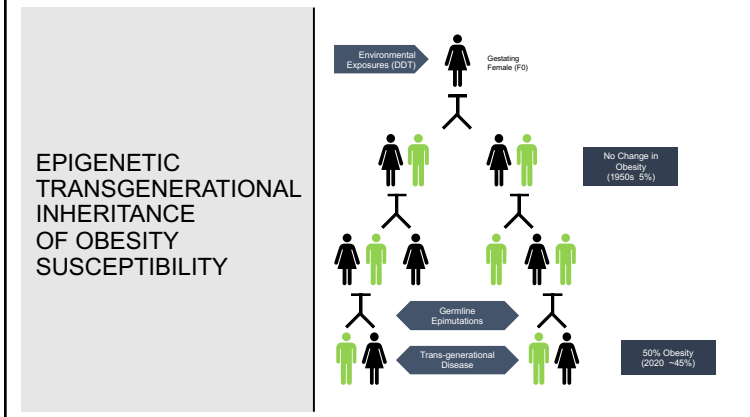 EPIGENETIC
TRANSGENERATIONAL
INHERITANCE
OF OBESITY
SUSCEPTIBILITY
Environmental
Exposures (DDT)
Gestating
Female (F0)
No Change in
Obesity
(1950s 5%)
Germline
Epimutations
Trans-generational
Disease
50% Obesity
(2020 ~45%)